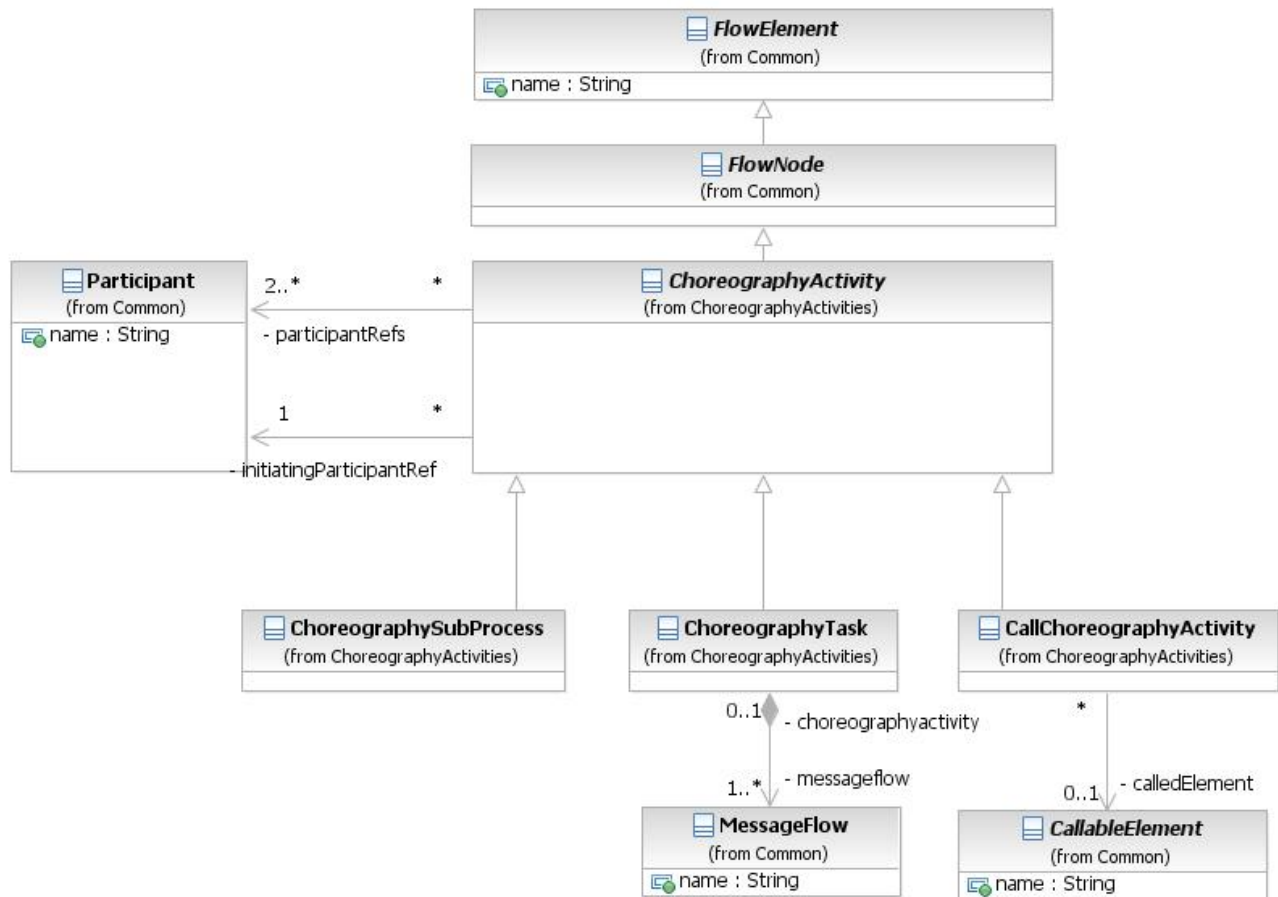 FlowElement
(from Common)
name : String
FlowNode
(from Common)
Participant
(from Common)
name : String
2..* *
- participantRefs
1 *
- initiatingParticipantRef
ChoreographyActivity
(from ChoreographyActivities)
ChoreographySubProcess
(from ChoreographyActivities)
ChoreographyTask
(from ChoreographyActivities)
CallChoreographyActivity
(from ChoreographyActivities)
0..1
- choreographyactivity
- messageflow
1..*
*
- calledElement
0..1
MessageFlow
(from Common)
name : String
CallableElement
(from Common)
name : String